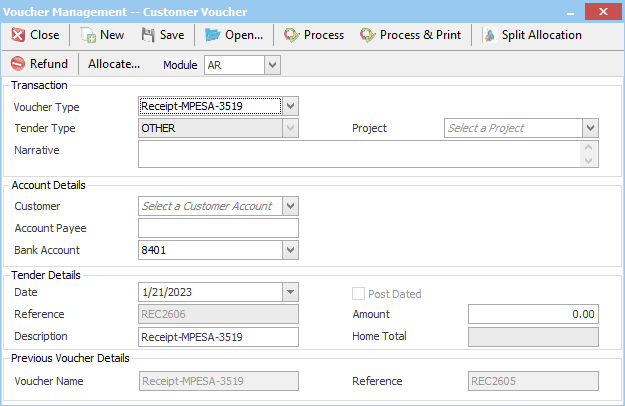 Voucher Management -- Customer Voucher
Close New Save Open... Process Process & Print Split Allocation
Refund Allocate... Module AR
Transaction
Voucher Type Receipt-MPESA-3519
Tender Type OTHER Project Select a Project
Narrative
Account Details
Customer Select a Customer Account
Account Payee
Bank Account 8401
Tender Details
Date 1/21/2023 Post Dated
Reference REC2606 Amount 0.00
Description Receipt-MPESA-3519 Home Total
Previous Voucher Details
Voucher Name Receipt-MPESA-3519 Reference REC2605